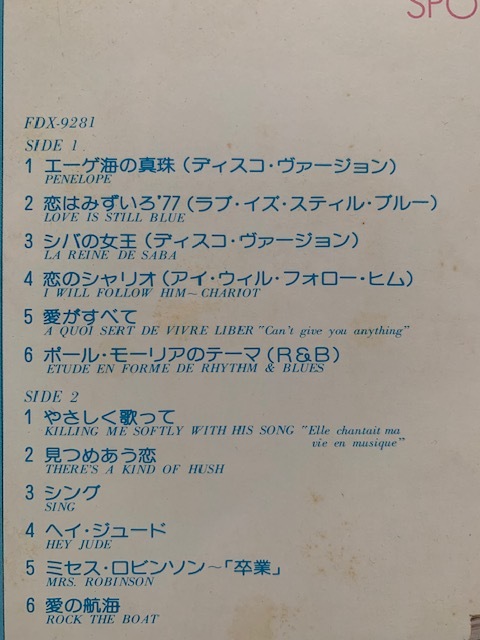 SPO
FDX-9281
SIDE 1
1 エーゲ海の真珠(ディスコ・ヴァージョン)
PENELOPE
2 恋はみずいろ'77(ラブ・イズ・スティル・ブルー)
LOVE IS STILL BLUE
3 シバの女王(ディスコ・ヴァージョン)
LA REINE DE SABA
4 恋のシャリオ(アイ・ウィル・フォロー・ヒム)
I WILL FOLLOW HIM~CHARIOT
5 愛がすべて
A QUOI SERT DE VIVRE LIBER "Can't give you anything"
6 ポール・モーリアのテーマ(R&B)
ETUDE EN FORME DE RHYTHM & BLUES
SIDE 2
1 やさしく歌って
KILLING ME SOFTLY WITH HIS SONG "Elle chantait ma
vie en musique"
2 見つめあう恋
THERE'S A KIND OF HUSH
3 シング
SING
4 ヘイ・ジュード
HEY JUDE
5 ミセス・ロビンソン~「卒業」
MRS. ROBINSON
6 愛の航海
ROCK THE BOAT